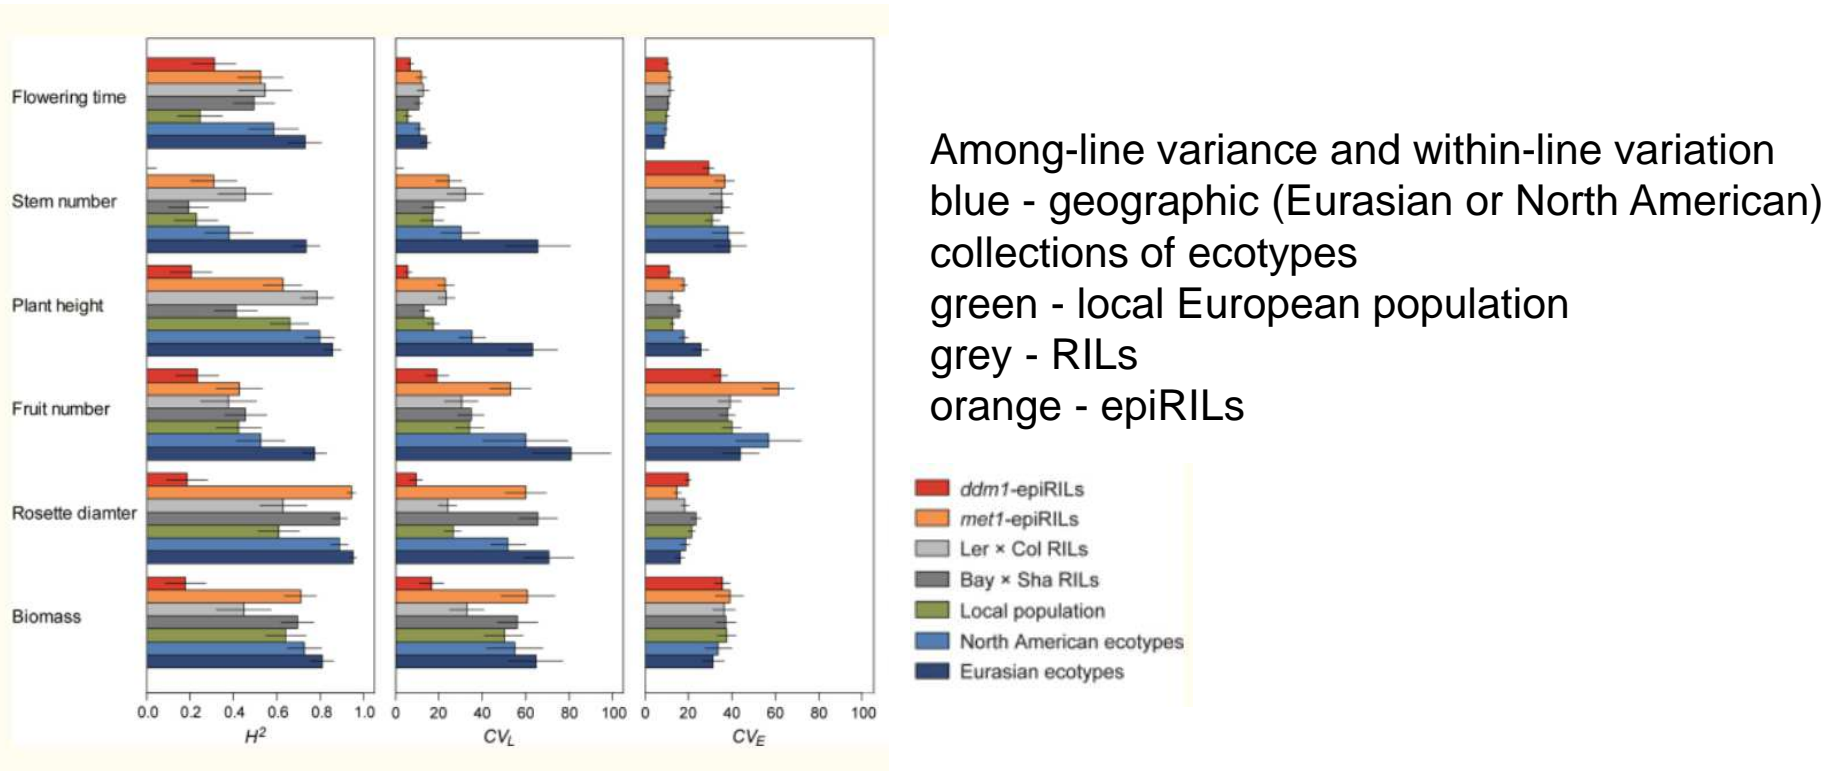 Flowering time
Stem number
Plant height
Fruit number
Rosette diamter
Biomass
0.0 0.2 0.4 0.6 0.8 1.0
H²
0 20 40 60 80 100
CV_L
0 20 40 60 80 100
CV_E
Among-line variance and within-line variation
blue - geographic (Eurasian or North American)
collections of ecotypes
green - local European population
grey - RILs
orange - epiRILs
ddm1-epiRILs
met1-epiRILs
Ler × Col RILs
Bay × Sha RILs
Local population
North American ecotypes
Eurasian ecotypes